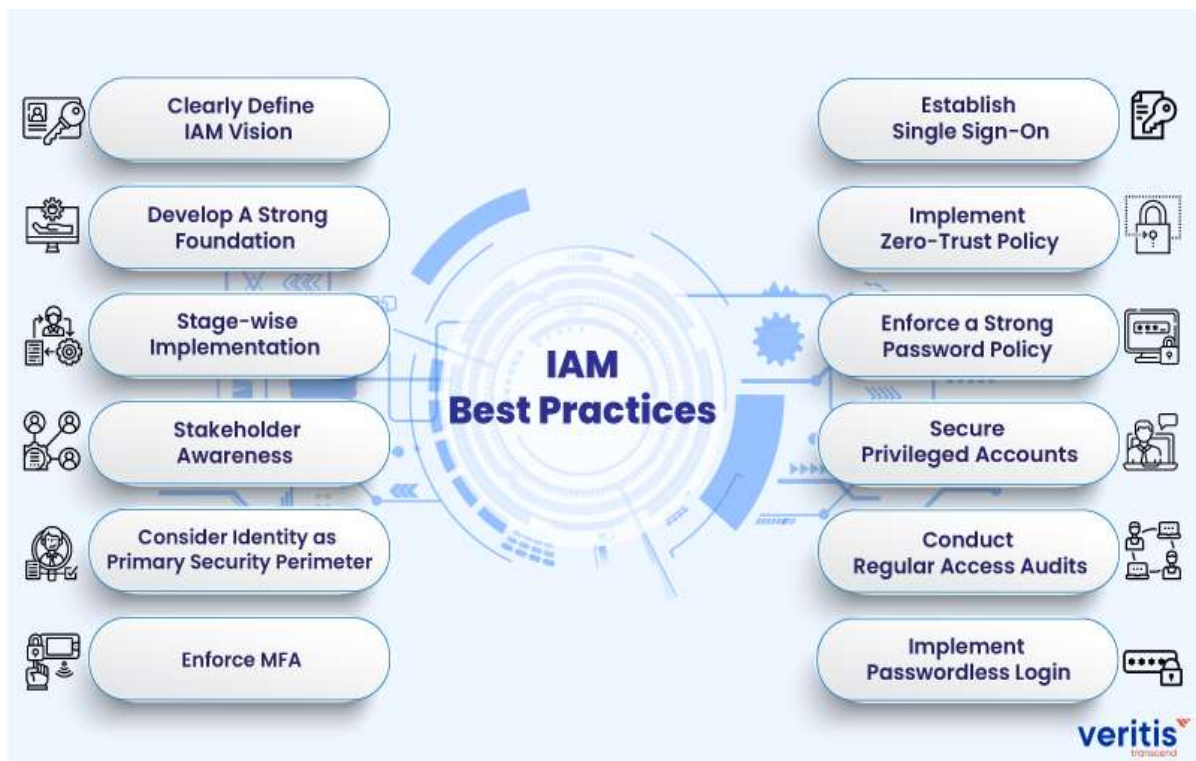 Clearly Define
IAM Vision
Develop A Strong
Foundation
Stage-wise
Implementation
Stakeholder
Awareness
Consider Identity as
Primary Security Perimeter
Enforce MFA
IAM
Best Practices
Establish
Single Sign-On
Implement
Zero-Trust Policy
Enforce a Strong
Password Policy
Secure
Privileged Accounts
Conduct
Regular Access Audits
Implement
Passwordless Login
veritis
transcend